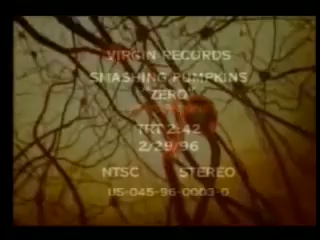 VIRGIN RECORDS
SMASHING PUMPKINS
"ZERO"
TRT 2:42
2/29/96
NTSC STEREO
US-045-96-0003-0